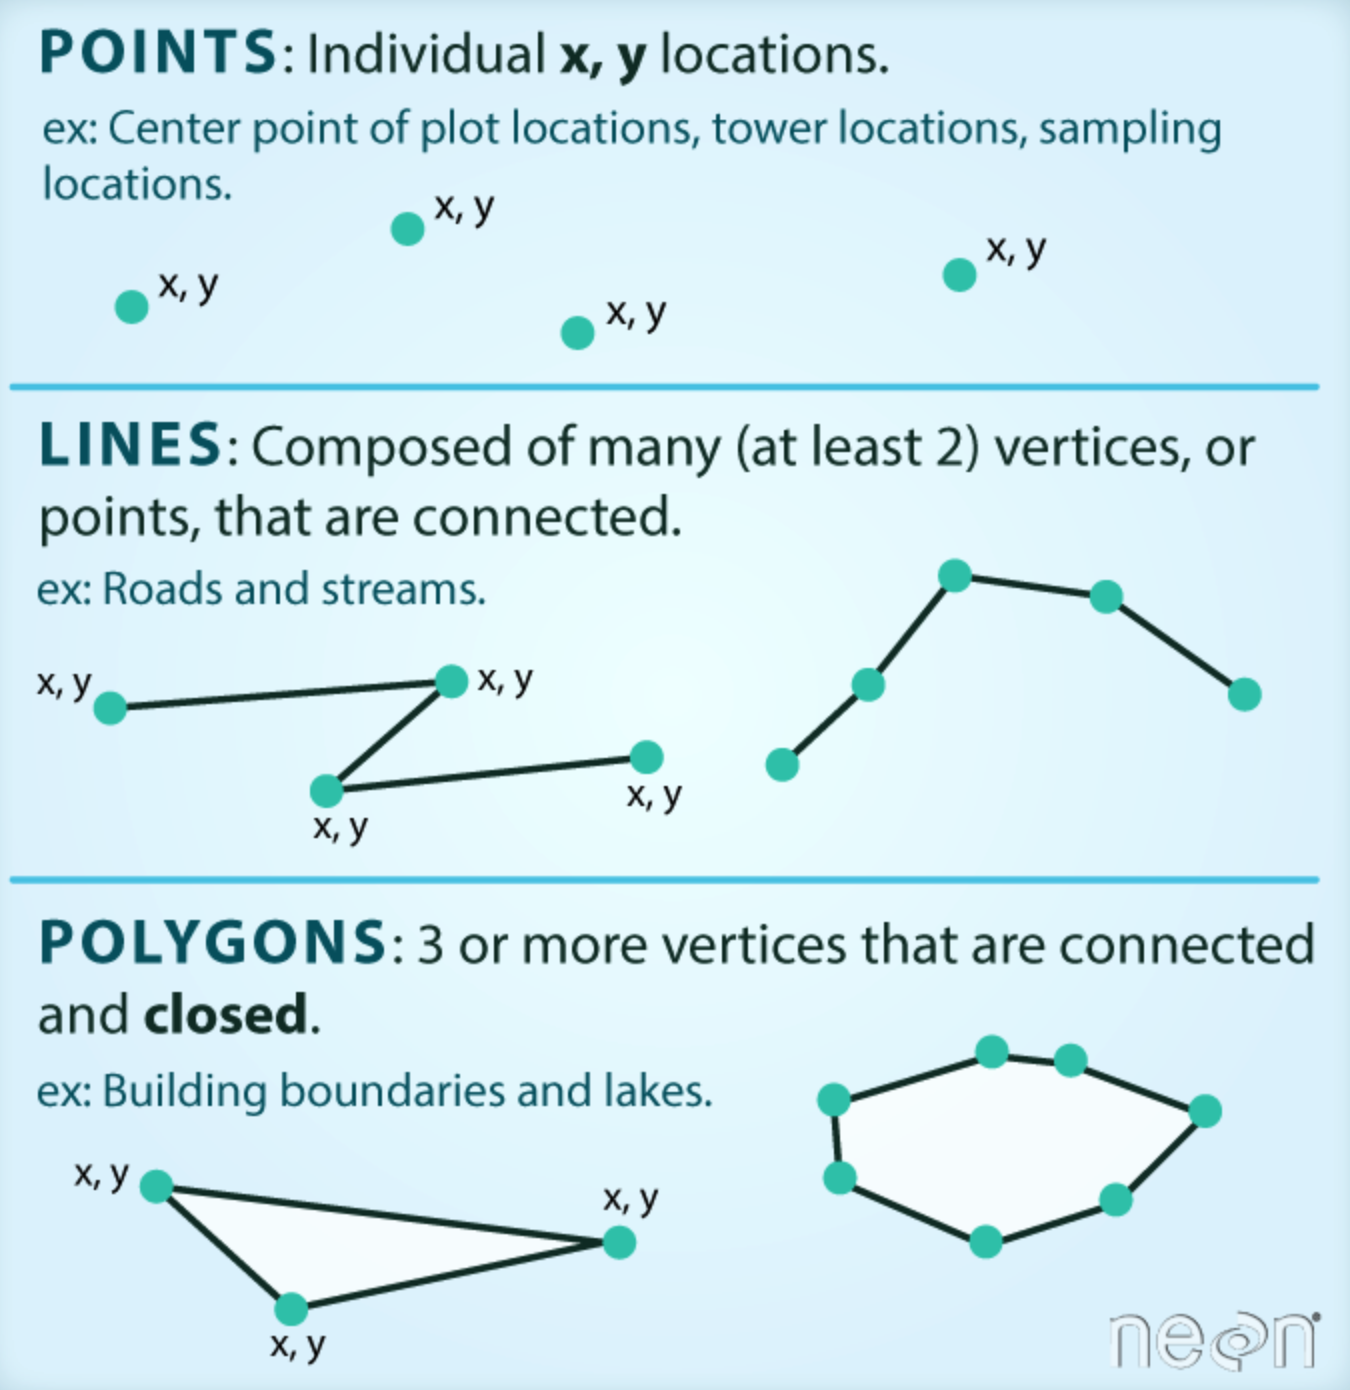 POINTS: Individual x, y locations.
ex: Center point of plot locations, tower locations, sampling
locations.
x, y
x, y
x, y
x, y
LINES: Composed of many (at least 2) vertices, or
points, that are connected.
ex: Roads and streams.
x, y
x, y
x, y
x, y
POLYGONS: 3 or more vertices that are connected
and closed.
ex: Building boundaries and lakes.
x, y
x, y
x, y
neon